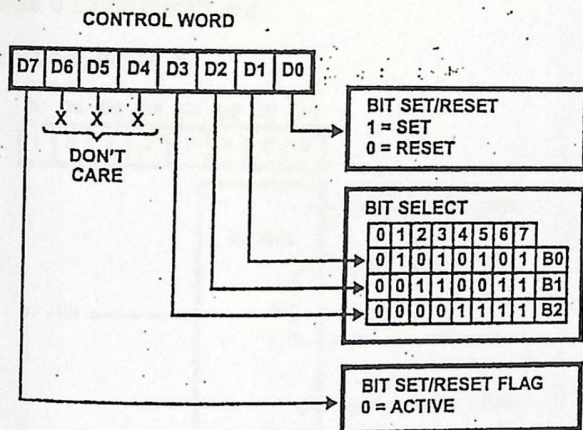 CONTROL WORD
D7 D6 D5 D4 D3 D2 D1 D0
X X X
DON'T
CARE
BIT SET/RESET
1 = SET
0 = RESET
BIT SELECT
0 1 2 3 4 5 6 7
0 1 0 1 0 1 0 1 B0
0 0 1 1 0 0 1 1 B1
0 0 0 0 1 1 1 1 B2
BIT SET/RESET FLAG
0 = ACTIVE